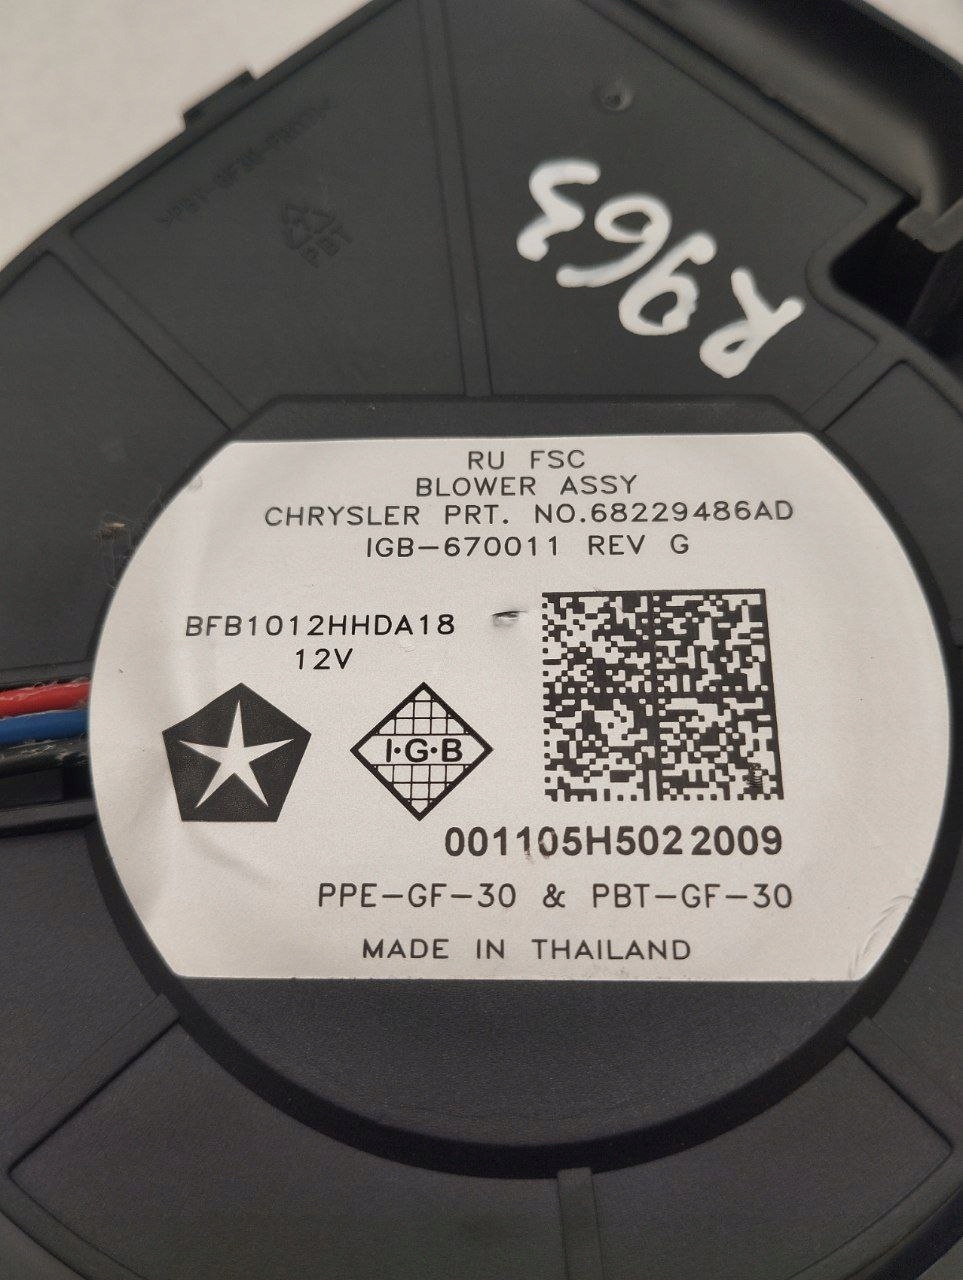 PBT
R963
RU FSC
BLOWER ASSY
CHRYSLER PRT. NO.68229486AD
IGB-670011 REV G
BFB1012HHDA18
12V
I·G·B
001105H5022009
PPE-GF-30 & PBT-GF-30
MADE IN THAILAND